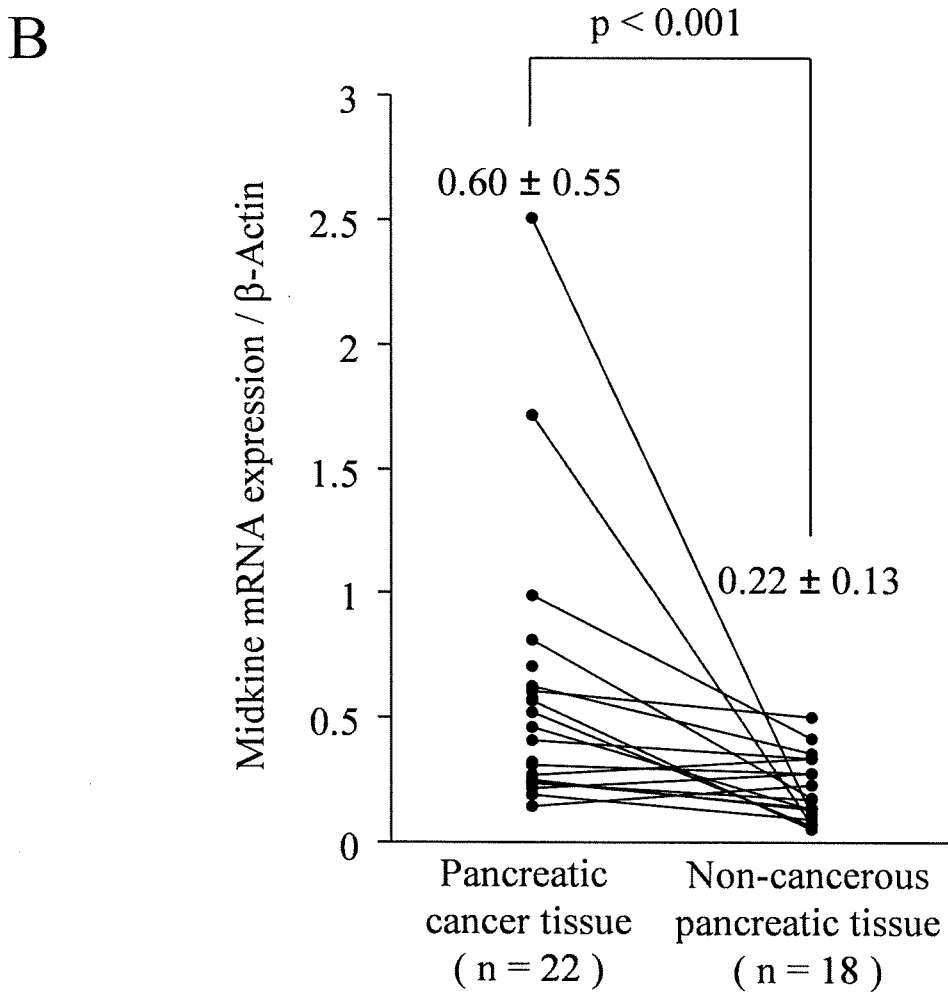 B
p < 0.001
3
0.60 ± 0.55
2.5
2
1.5
1
0.22 ± 0.13
0.5
0
Midkine mRNA expression / β-Actin
Pancreatic
cancer tissue
( n = 22 )
Non-cancerous
pancreatic tissue
( n = 18 )